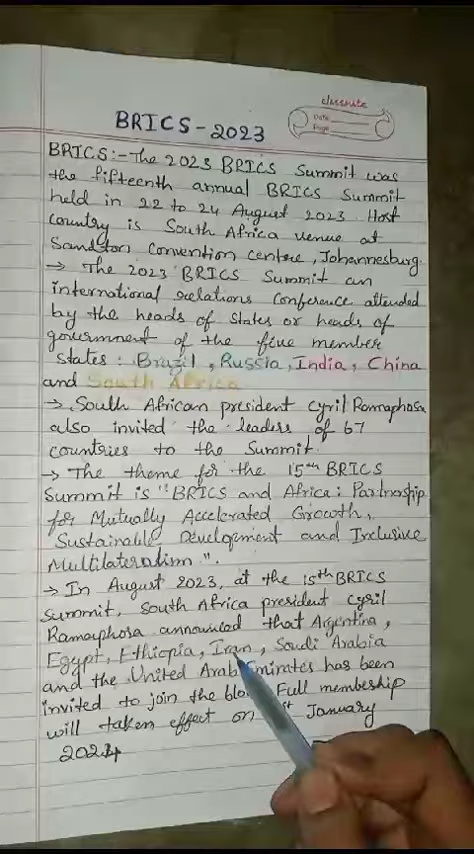 classmate
Date
Page
BRICS-2023
BRICS:- The 2023 BRICS Summit was
the fifteenth annual BRICS Summit
held in 22 to 24 August 2023 Host
Country is South Africa venue at
Sandston Convention centre, Johannesburg.
→ The 2023 BRICS Summit an
international relations conference attended
by the heads of states or heads of
government of the five member
states: Brazil, Russia, India, China
and South Africa
→ South African president Cyril Ramaphosa
also invited the leaders of 67
countries to the Summit.
→ The theme for the 15th BRICS
Summit is "BRICS and Africa: Partnership
for Mutually Accelerated Growth,
Sustainable Development and Inclusive
Multilateralism".
→ In August 2023, at the 15th BRICS
Summit, South Africa president Cyril
Ramaphosa announced that Argentina,
Egypt, Ethiopia, Iran, Saudi Arabia
and the United Arab Emirates has been
invited to join the Full membership
will taken effect on January
2024